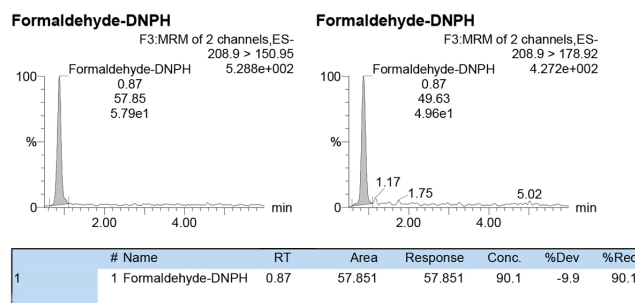 Formaldehyde-DNPH
F3:MRM of 2 channels,ES-
208.9 > 150.95
5.288e+002
100
Formaldehyde-DNPH
0.87
57.85
5.79e1
%
0
2.00
4.00
min
Formaldehyde-DNPH
F3:MRM of 2 channels,ES-
208.9 > 178.92
4.272e+002
100
Formaldehyde-DNPH
0.87
49.63
4.96e1
%
1.17
1.75
5.02
0
2.00
4.00
min
# Name RT Area Response Conc. %Dev %Rec
1 1 Formaldehyde-DNPH 0.87 57.851 57.851 90.1 -9.9 90.1